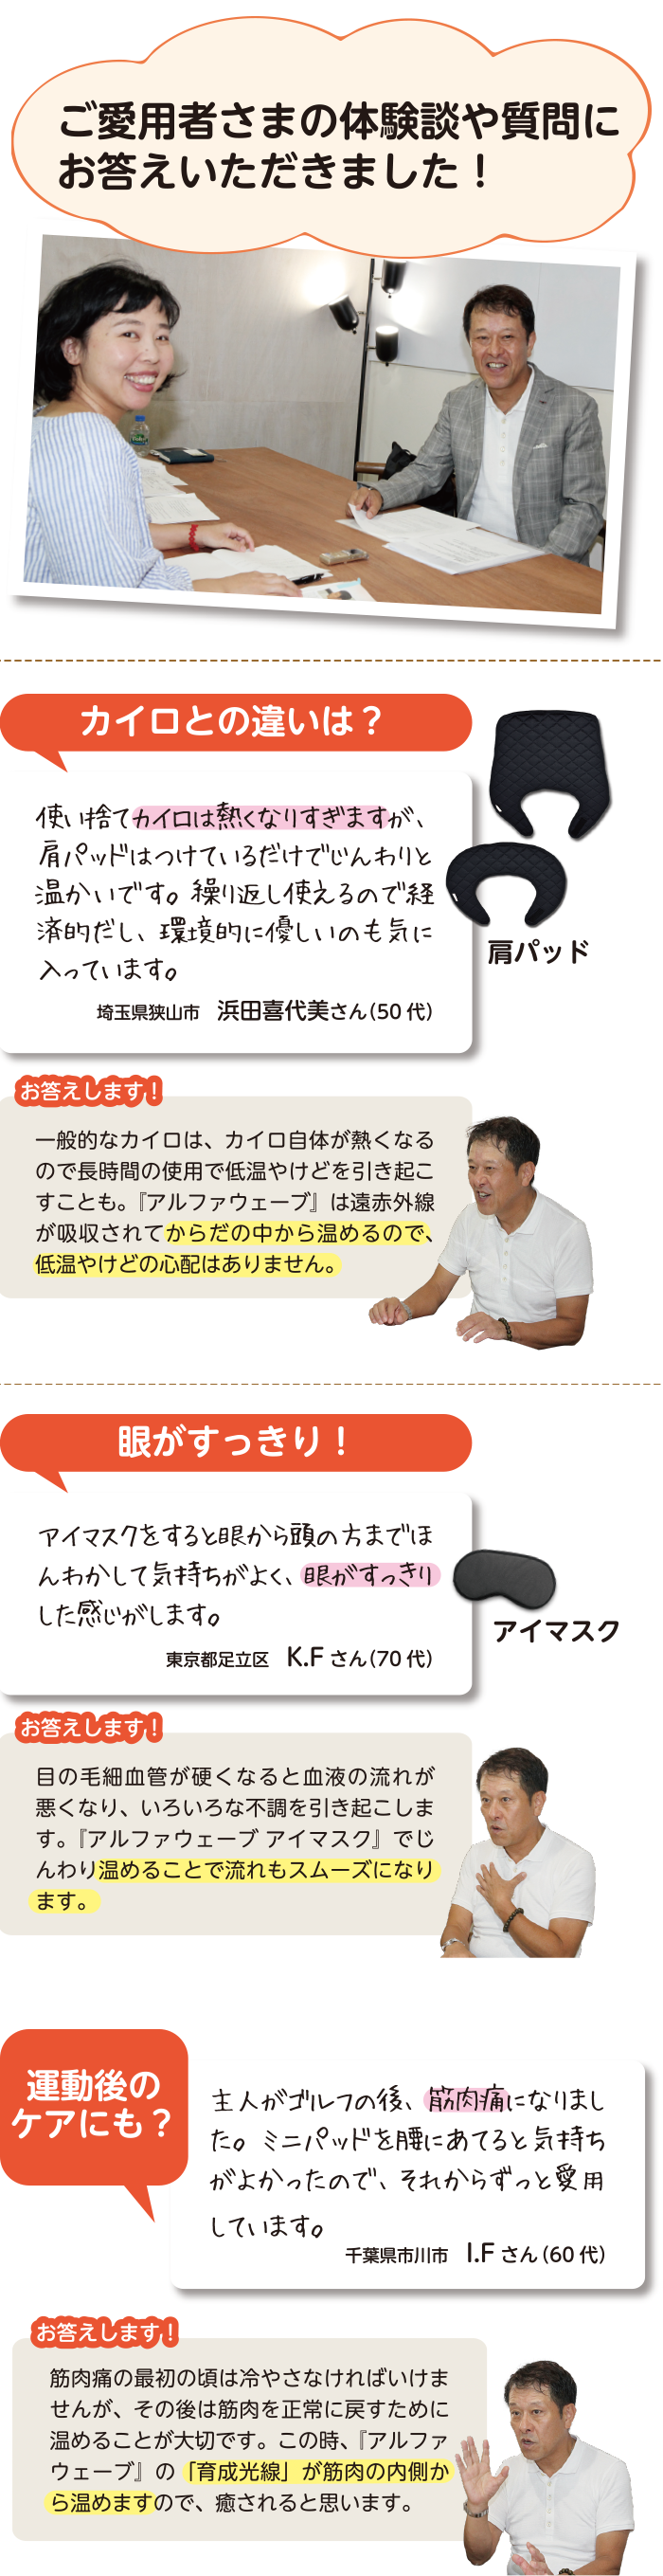 ご愛用者さまの体験談や質問に
お答えいただきました！
カイロとの違いは？
使い捨てカイロは熱くなりすぎますが、
肩パッドはつけているだけでじんわりと
温かいです。繰り返し使えるので経
済的だし、環境的に優しいのも気に
入っています。
埼玉県狭山市 浜田喜代美さん(50代)
肩パッド
お答えします！
一般的なカイロは、カイロ自体が熱くなる
ので長時間の使用で低温やけどを引き起こ
すことも。『アルファウェーブ』は遠赤外線
が吸収されてからだの中から温めるので、
低温やけどの心配はありません。
眼がすっきり！
アイマスクをすると眼から頭の方までほ
んわかして気持ちがよく、眼がすっきり
した感じがします。
東京都足立区 K.Fさん(70代)
アイマスク
お答えします！
目の毛細血管が硬くなると血液の流れが
悪くなり、いろいろな不調を引き起こしま
す。『アルファウェーブ アイマスク』でじ
んわり温めることで流れもスムーズになり
ます。
運動後の
ケアにも？
主人がゴルフの後、筋肉痛になりまし
た。ミニパッドを腰にあてると気持ち
がよかったので、それからずっと愛用
しています。
千葉県市川市 I.Fさん(60代)
お答えします！
筋肉痛の最初の頃は冷やさなければいけま
せんが、その後は筋肉を正常に戻すために
温めることが大切です。この時、『アルファ
ウェーブ』の「育成光線」が筋肉の内側か
ら温めますので、癒されると思います。